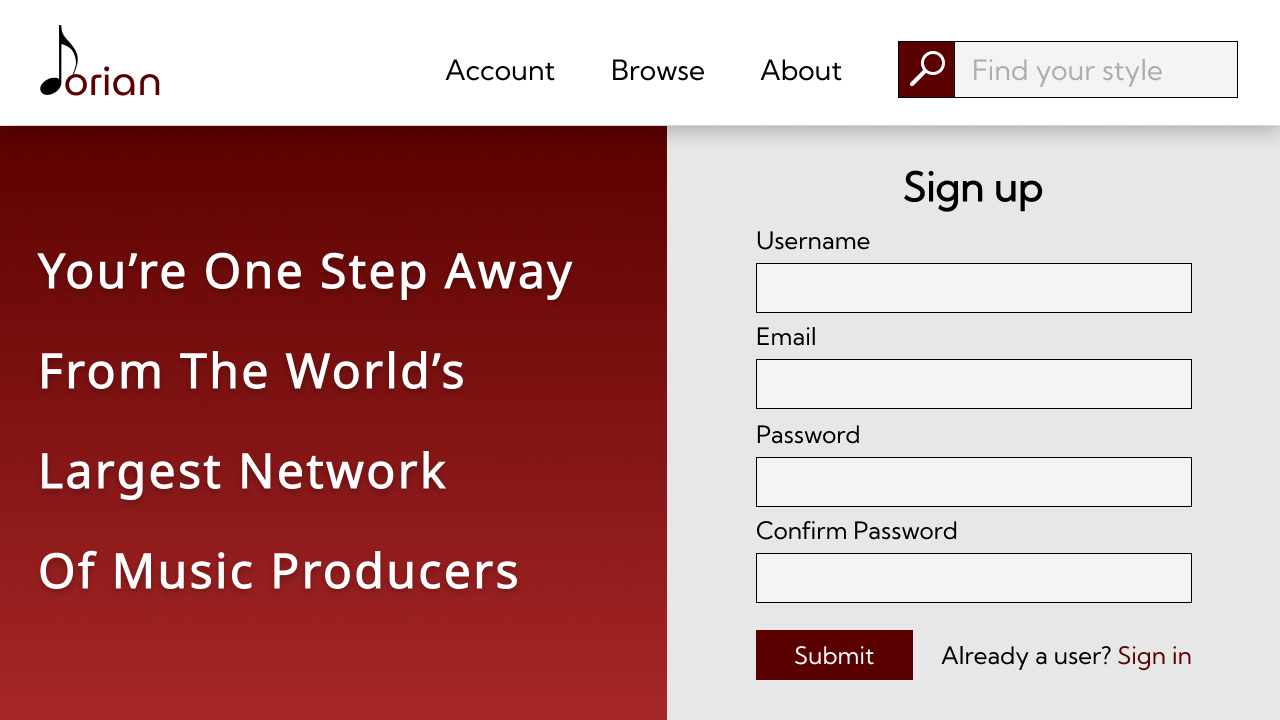 Dorian
Account Browse About Find your style
You’re One Step Away
From The World’s
Largest Network
Of Music Producers
Sign up
Username
Email
Password
Confirm Password
Submit Already a user? Sign in